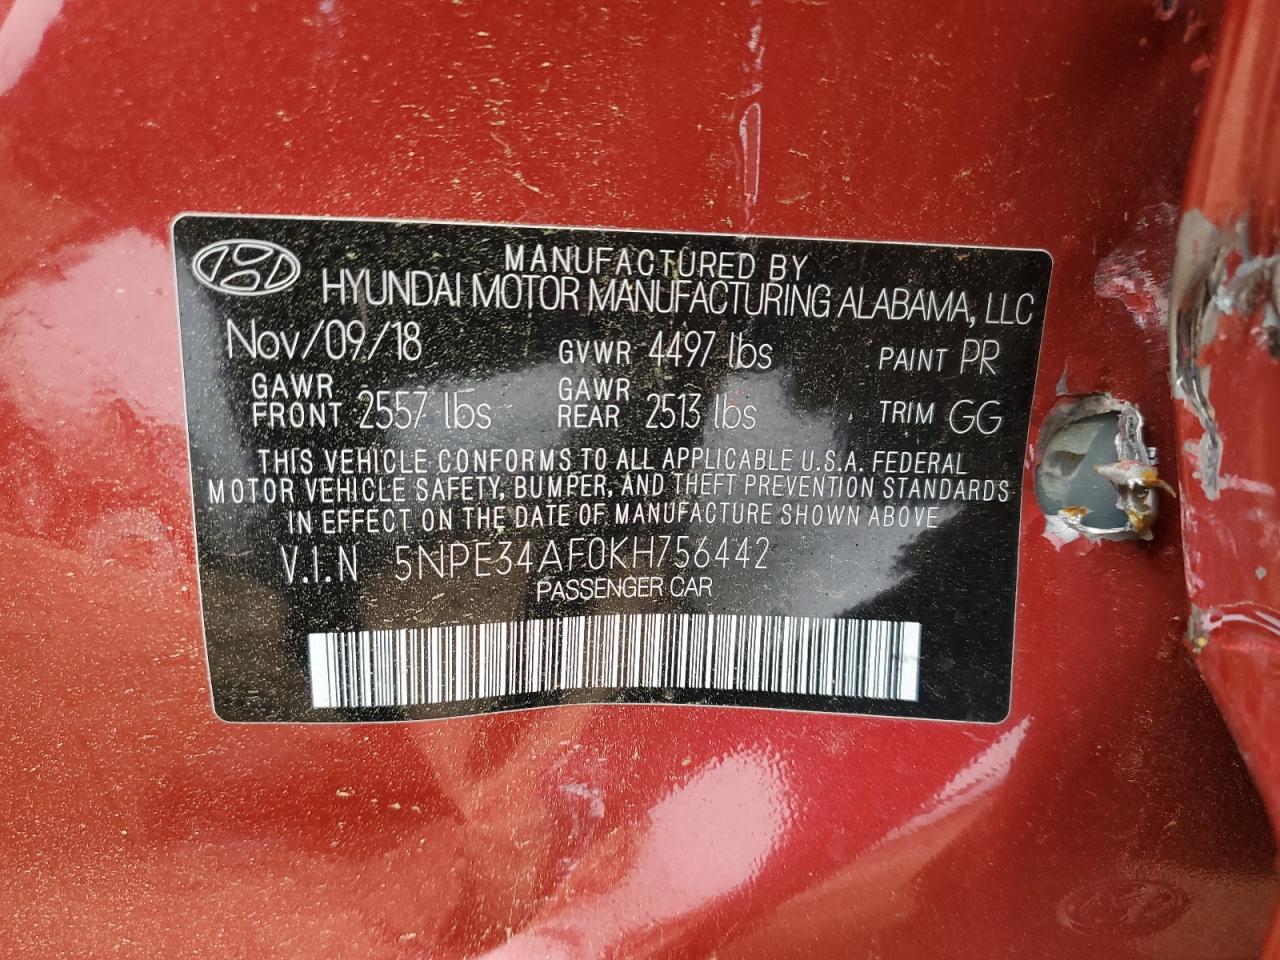 MANUFACTURED BY
HYUNDAI MOTOR MANUFACTURING ALABAMA, LLC
Nov/09/18 GVWR 4497 lbs PAINT PR
GAWR FRONT 2557 lbs GAWR REAR 2513 lbs TRIM GG
THIS VEHICLE CONFORMS TO ALL APPLICABLE U.S.A. FEDERAL
MOTOR VEHICLE SAFETY, BUMPER, AND THEFT PREVENTION STANDARDS
IN EFFECT ON THE DATE OF MANUFACTURE SHOWN ABOVE
V.I.N 5NPE34AF0KH756442
PASSENGER CAR